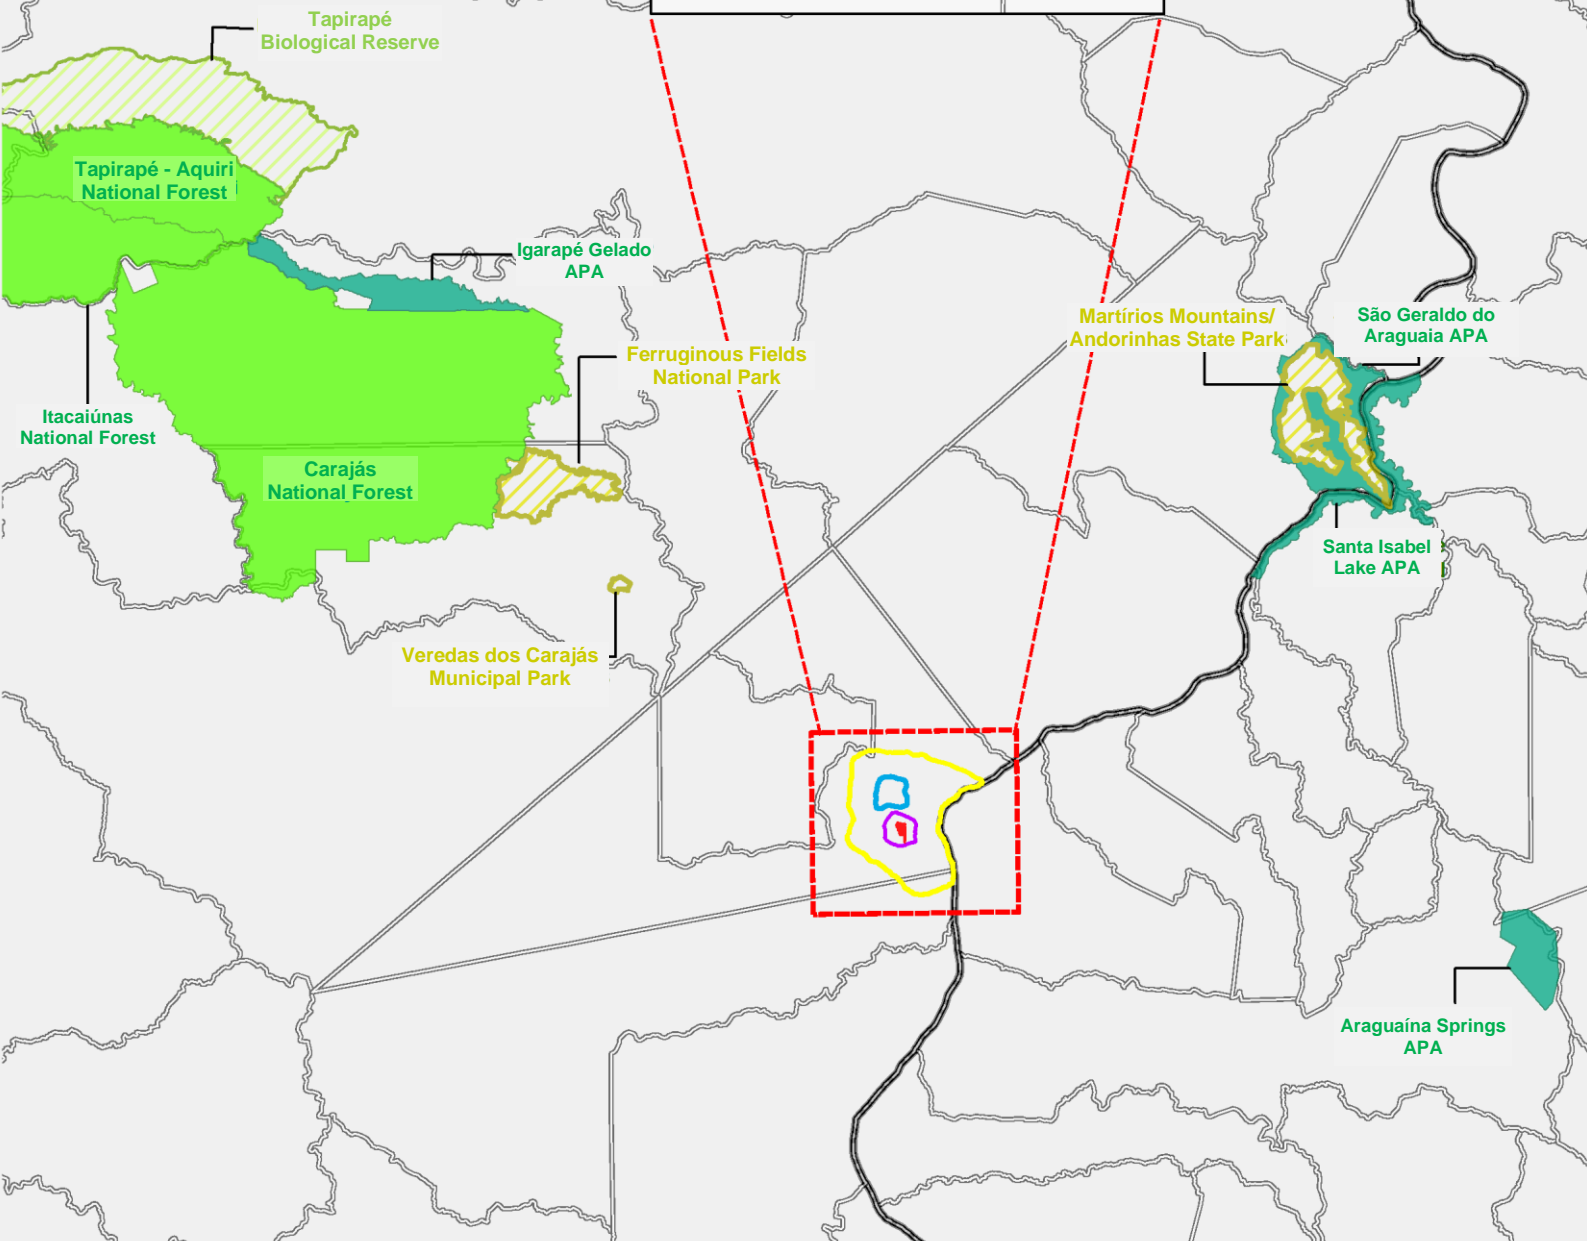 Tapirapé
Biological Reserve
Tapirapé - Aquiri
National Forest
Igarapé Gelado
APA
Martírios Mountains/
Andorinhas State Park
São Geraldo do
Araguaia APA
Ferruginous Fields
National Park
Itacaiúnas
National Forest
Carajás
National Forest
Santa Isabel
Lake APA
Veredas dos Carajás
Municipal Park
Araguaína Springs
APA